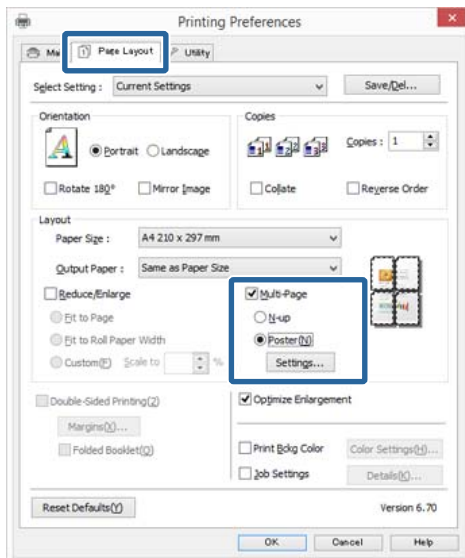 Printing Preferences
Ma Page Layout Utility
Select Setting : Current Settings Save/Del...
Orientation Copies
Portrait Landscape Copies : 1
Rotate 180° Mirror Image Collate Reverse Order
Layout
Paper Size : A4 210 x 297 mm
Output Paper : Same as Paper Size
Reduce/Enlarge Multi-Page
Fit to Page N-up
Fit to Roll Paper Width Poster(N)
Custom(F) Scale to % Settings...
Double-Sided Printing(2) Optimize Enlargement
Margins(X)...
Folded Booklet(Q) Print Bckg Color Color Settings(H)...
Job Settings Details(K)...
Reset Defaults(Y) Version 6.70
OK Cancel Help